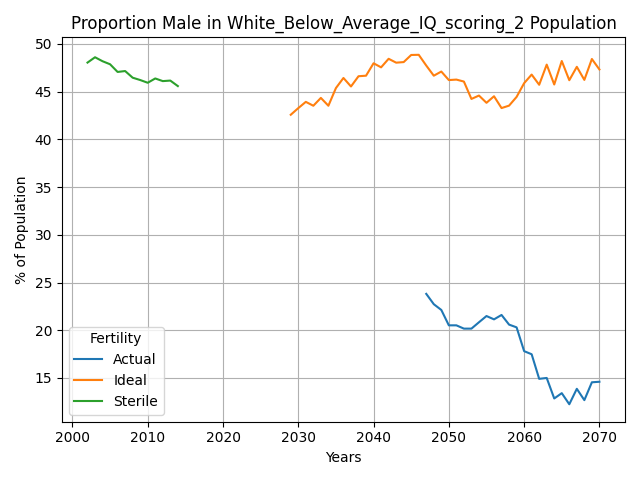 Proportion Male in White_Below_Average_IQ_scoring_2 Population
50
45
40
35
30
25
20
15
% of Population
Fertility
Actual
Ideal
Sterile
2000 2010 2020 2030 2040 2050 2060 2070
Years